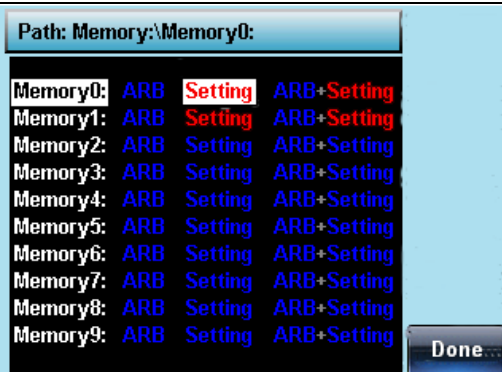 Path: Memory:\Memory0:
Memory0: ARB Setting ARB+Setting
Memory1: ARB Setting ARB+Setting
Memory2: ARB Setting ARB+Setting
Memory3: ARB Setting ARB+Setting
Memory4: ARB Setting ARB+Setting
Memory5: ARB Setting ARB+Setting
Memory6: ARB Setting ARB+Setting
Memory7: ARB Setting ARB+Setting
Memory8: ARB Setting ARB+Setting
Memory9: ARB Setting ARB+Setting
Done